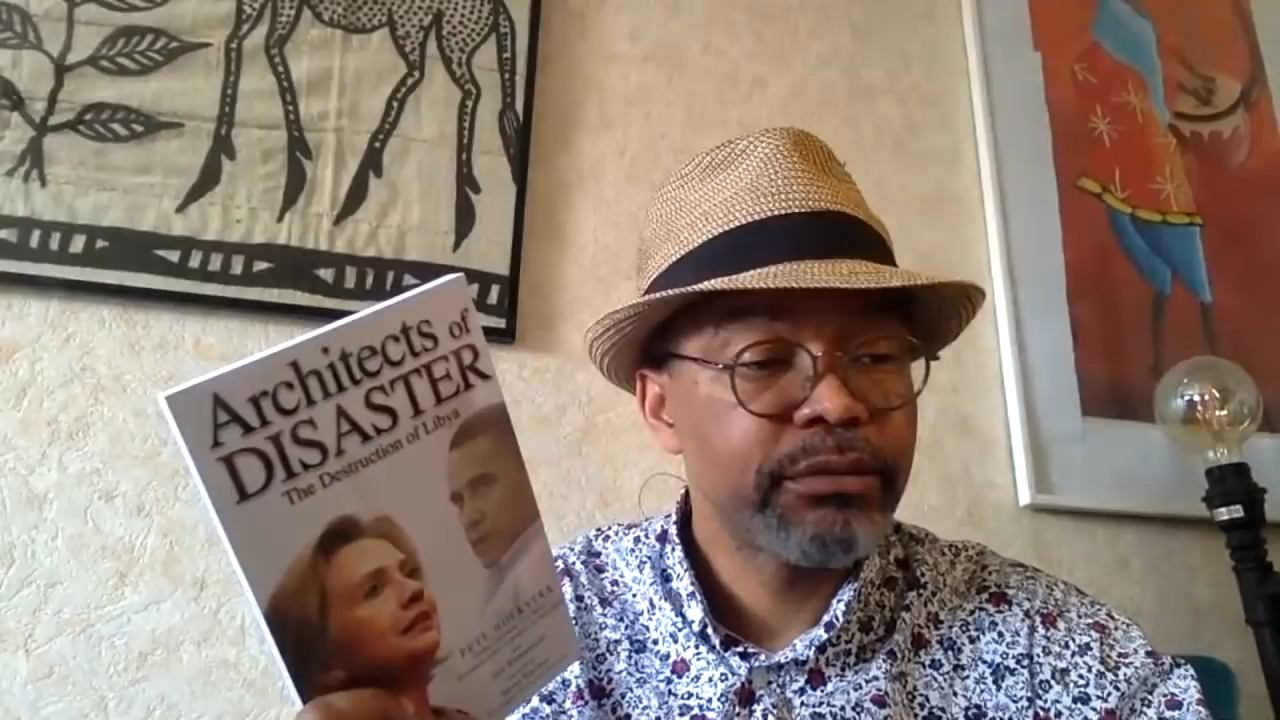 Architects of
DISASTER
The Destruction of Libya
PETE HOEKSTRA